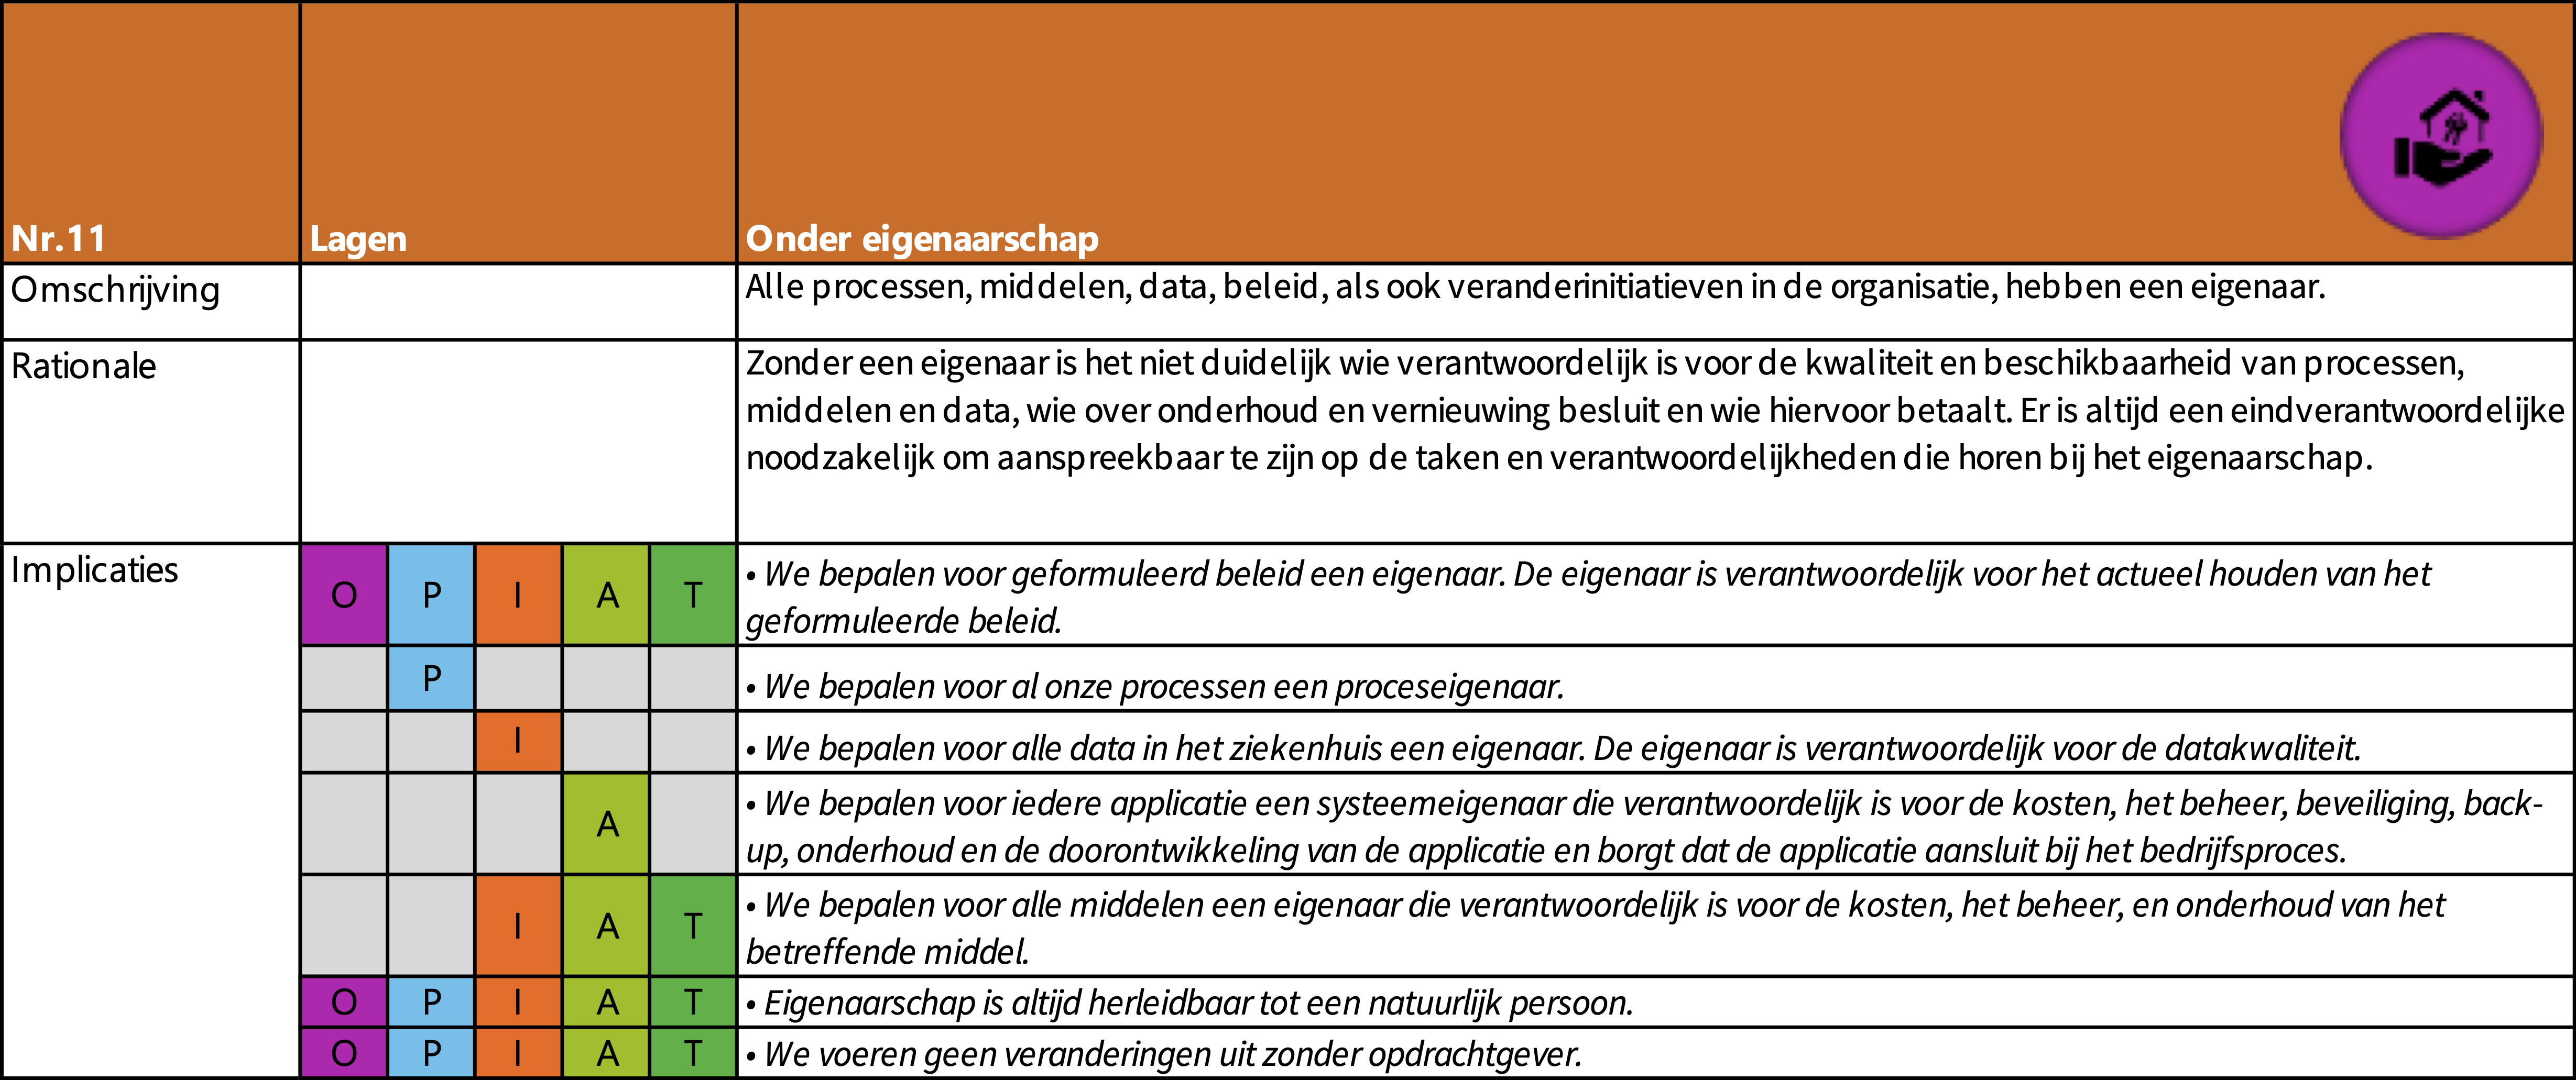 Nr.11 Lagen Onder eigenaarschap
Omschrijving Alle processen, middelen, data, beleid, als ook veranderinitiatieven in de organisatie, hebben een eigenaar.
Rationale Zonder een eigenaar is het niet duidelijk wie verantwoordelijk is voor de kwaliteit en beschikbaarheid van processen,
middelen en data, wie over onderhoud en vernieuwing besluit en wie hiervoor betaalt. Er is altijd een eindverantwoordelijke
noodzakelijk om aanspreekbaar te zijn op de taken en verantwoordelijkheden die horen bij het eigenaarschap.
Implicaties O P I A T • We bepalen voor geformuleerd beleid een eigenaar. De eigenaar is verantwoordelijk voor het actueel houden van het
geformuleerde beleid.
P • We bepalen voor al onze processen een proceseigenaar.
I • We bepalen voor alle data in het ziekenhuis een eigenaar. De eigenaar is verantwoordelijk voor de datakwaliteit.
A • We bepalen voor iedere applicatie een systeemeigenaar die verantwoordelijk is voor de kosten, het beheer, beveiliging, back-
up, onderhoud en de doorontwikkeling van de applicatie en borgt dat de applicatie aansluit bij het bedrijfsproces.
I A T • We bepalen voor alle middelen een eigenaar die verantwoordelijk is voor de kosten, het beheer, en onderhoud van het
betreffende middel.
O P I A T • Eigenaarschap is altijd herleidbaar tot een natuurlijk persoon.
O P I A T • We voeren geen veranderingen uit zonder opdrachtgever.